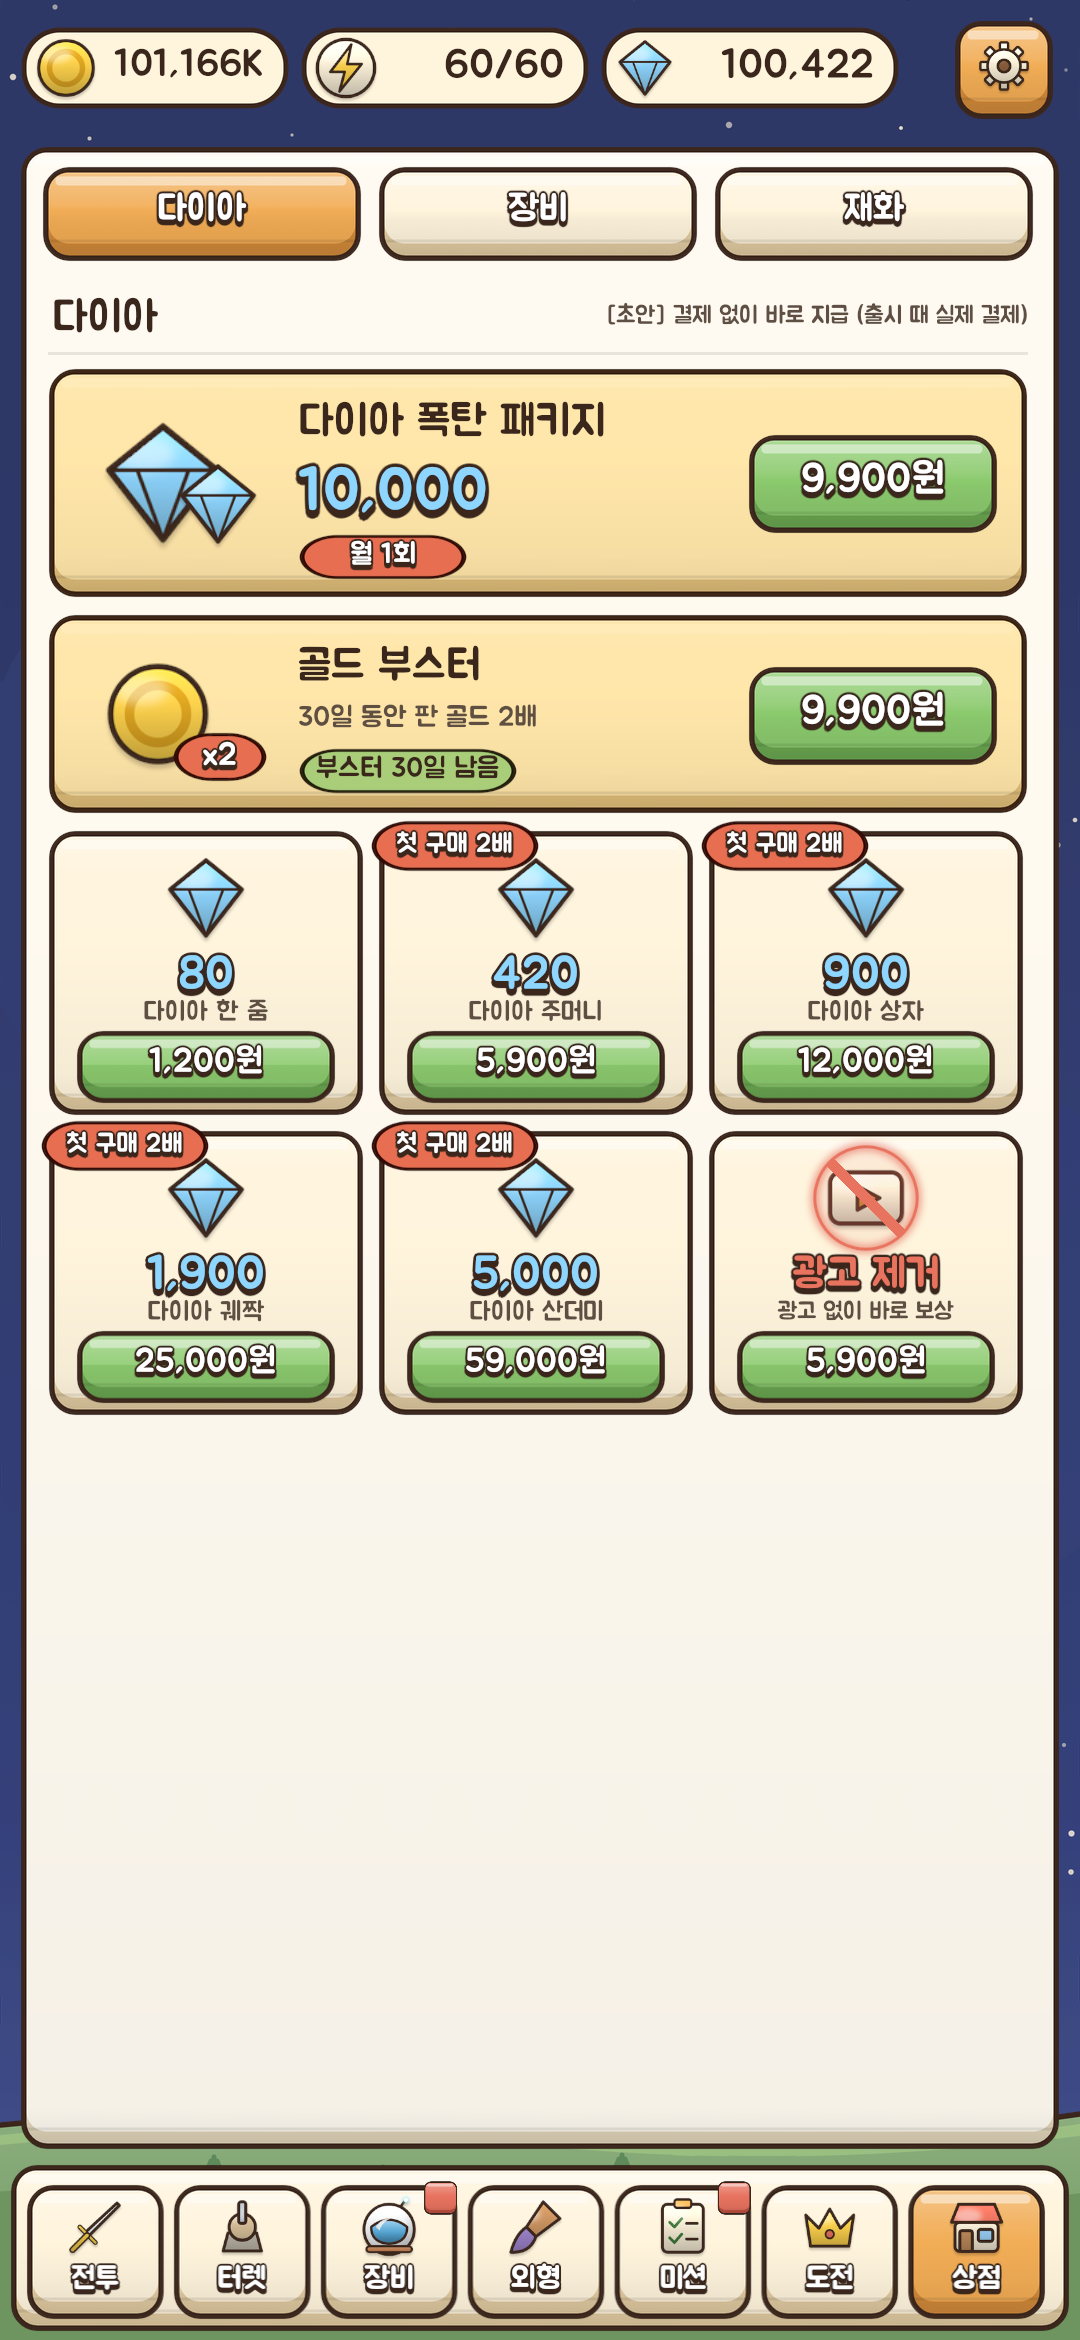 101,166K
60/60
100,422
다이아
장비
재화
다이아
[초안] 결제 없이 바로 지급 (출시 때 실제 결제)
다이아 폭탄 패키지
10,000
월 1회
9,900원
골드 부스터
30일 동안 판 골드 2배
부스터 30일 남음
x2
9,900원
80
다이아 한 줌
1,200원
첫 구매 2배
420
다이아 주머니
5,900원
첫 구매 2배
900
다이아 상자
12,000원
첫 구매 2배
1,900
다이아 궤짝
25,000원
첫 구매 2배
5,000
다이아 산더미
59,000원
광고 제거
광고 없이 바로 보상
5,900원
전투
터렛
장비
외형
미션
도전
상점